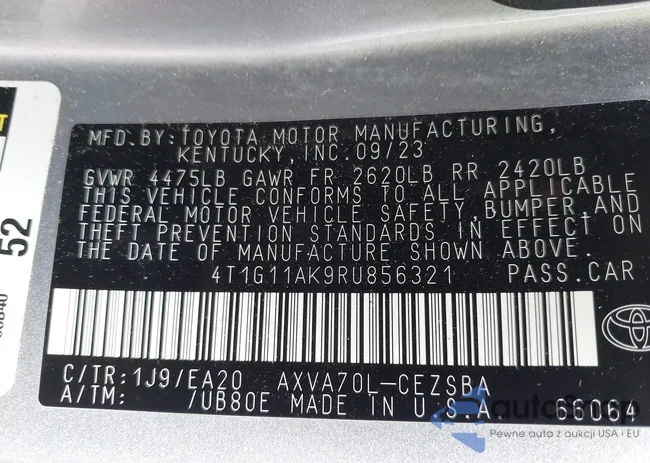 MFD.BY:TOYOTA MOTOR MANUFACTURING,
KENTUCKY,INC.09/23
GVWR 4475LB GAWR FR 2620LB RR 2420LB
THIS VEHICLE CONFORMS TO ALL APPLICABLE
FEDERAL MOTOR VEHICLE SAFETY,BUMPER,AND
THEFT PREVENTION STANDARDS IN EFFECT ON
THE DATE OF MANUFACTURE SHOWN ABOVE.
4T1G11AK9RU856321 PASS.CAR
C/TR:1J9/EA20 AXVA70L-CEZSBA
A/TM: /UB80E MADE IN U.S.A 66064
52
Pewne auta z aukcji USA i EU